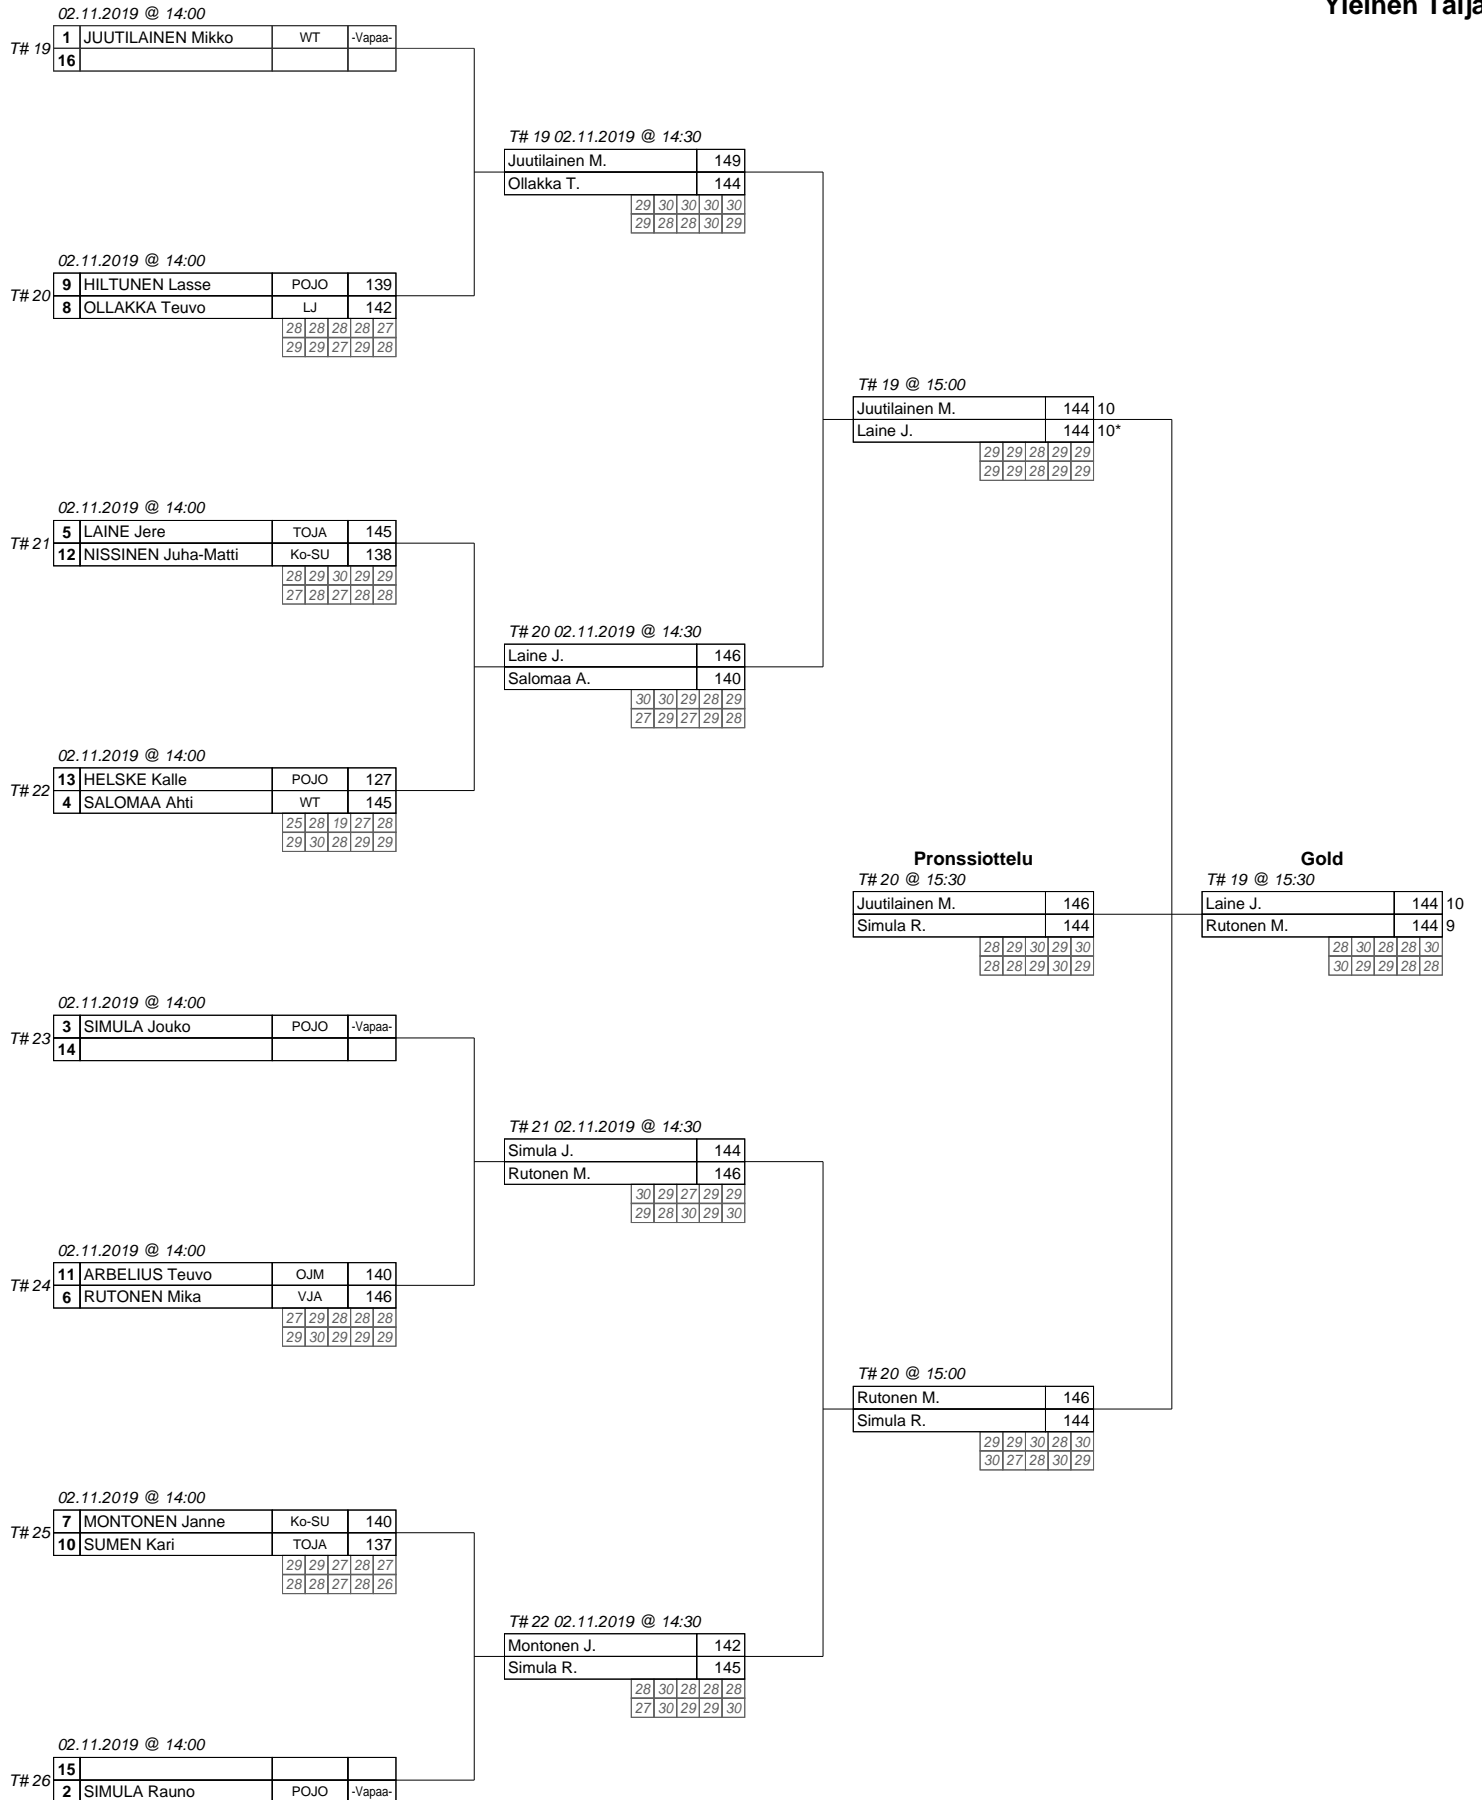 Yleinen Talja
02.11.2019 @ 14:00
T# 19
1 JUUTILAINEN Mikko WT -Vapaa-
16
T# 19 02.11.2019 @ 14:30
Juutilainen M. 149
Ollakka T. 144
29 30 30 30 30
29 28 28 30 29
02.11.2019 @ 14:00
T# 20
9 HILTUNEN Lasse POJO 139
8 OLLAKKA Teuvo LJ 142
28 28 28 28 27
29 29 27 29 28
T# 19 @ 15:00
Juutilainen M. 144 10
Laine J. 144 10*
29 29 28 29 29
29 29 28 29 29
02.11.2019 @ 14:00
T# 21
5 LAINE Jere TOJA 145
12 NISSINEN Juha-Matti Ko-SU 138
28 29 30 29 29
27 28 27 28 28
T# 20 02.11.2019 @ 14:30
Laine J. 146
Salomaa A. 140
30 30 29 28 29
27 29 27 29 28
02.11.2019 @ 14:00
T# 22
13 HELSKE Kalle POJO 127
4 SALOMAA Ahti WT 145
25 28 19 27 28
29 30 28 29 29
Pronssiottelu
T# 20 @ 15:30
Juutilainen M. 146
Simula R. 144
28 29 30 29 30
28 28 29 30 29
Gold
T# 19 @ 15:30
Laine J. 144 10
Rutonen M. 144 9
28 30 28 28 30
30 29 29 28 28
02.11.2019 @ 14:00
T# 23
3 SIMULA Jouko POJO -Vapaa-
14
T# 21 02.11.2019 @ 14:30
Simula J. 144
Rutonen M. 146
30 29 27 29 29
29 28 30 29 30
02.11.2019 @ 14:00
T# 24
11 ARBELIUS Teuvo OJM 140
6 RUTONEN Mika VJA 146
27 29 28 28 28
29 30 29 29 29
T# 20 @ 15:00
Rutonen M. 146
Simula R. 144
29 29 30 28 30
30 27 28 30 29
02.11.2019 @ 14:00
T# 25
7 MONTONEN Janne Ko-SU 140
10 SUMEN Kari TOJA 137
29 29 27 28 27
28 28 27 28 26
T# 22 02.11.2019 @ 14:30
Montonen J. 142
Simula R. 145
28 30 28 28 28
27 30 29 29 30
02.11.2019 @ 14:00
T# 26
15
2 SIMULA Rauno POJO -Vapaa-